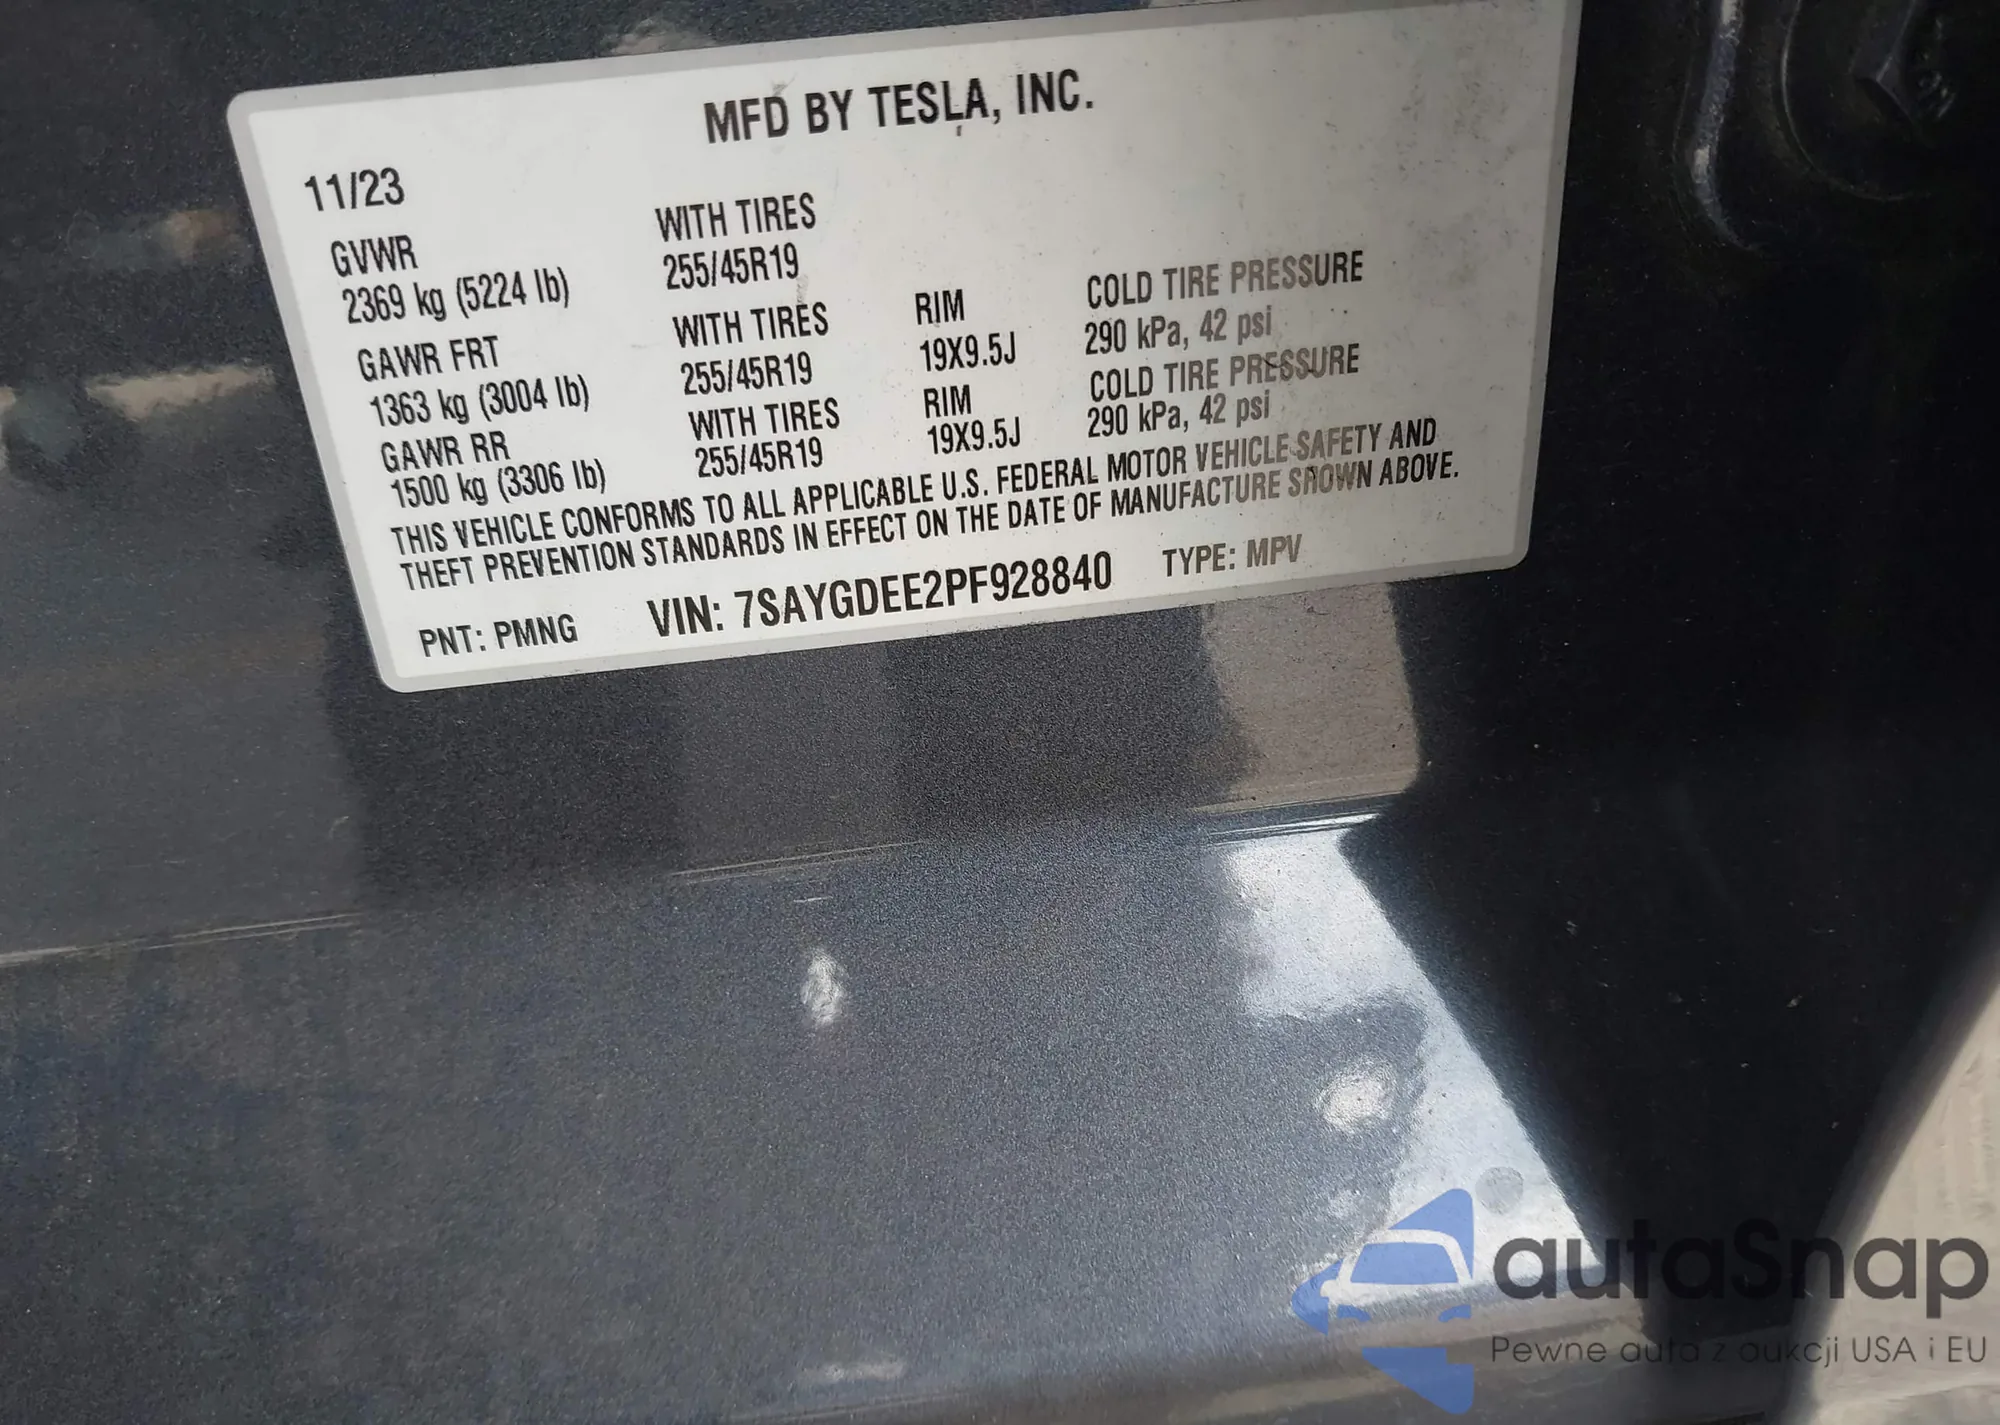 MFD BY TESLA, INC.
11/23
GVWR
2369 kg (5224 lb)
WITH TIRES
255/45R19
GAWR FRT
1363 kg (3004 lb)
WITH TIRES
255/45R19
RIM
19X9.5J
COLD TIRE PRESSURE
290 kPa, 42 psi
GAWR RR
1500 kg (3306 lb)
WITH TIRES
255/45R19
RIM
19X9.5J
COLD TIRE PRESSURE
290 kPa, 42 psi
THIS VEHICLE CONFORMS TO ALL APPLICABLE U.S. FEDERAL MOTOR VEHICLE SAFETY AND
THEFT PREVENTION STANDARDS IN EFFECT ON THE DATE OF MANUFACTURE SHOWN ABOVE.
PNT: PMNG VIN: 7SAYGDEE2PF928840 TYPE: MPV
autaSnap
Pewne auta z aukcji USA i EU